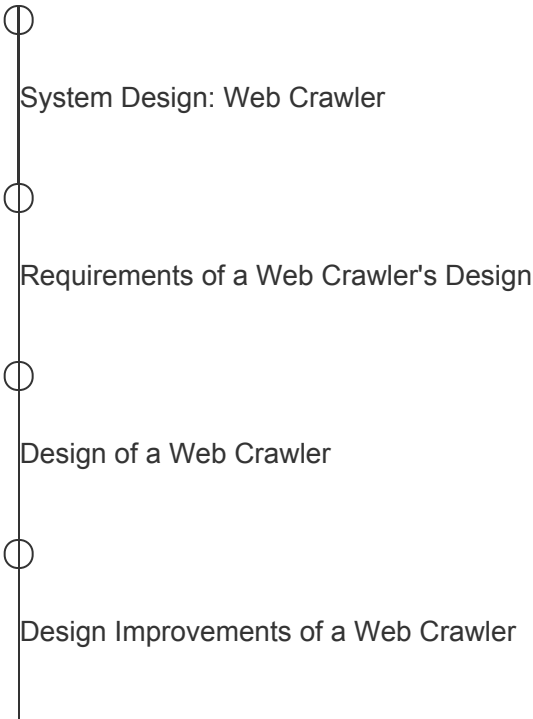 System Design: Web Crawler
Requirements of a Web Crawler's Design
Design of a Web Crawler
Design Improvements of a Web Crawler